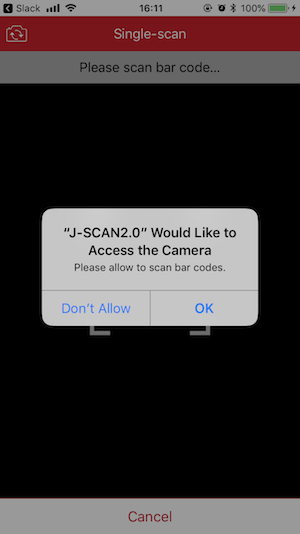 Slack 16:11 100%
Single-scan
Please scan bar code...
“J-SCAN2.0” Would Like to
Access the Camera
Please allow to scan bar codes.
Don’t Allow OK
Cancel